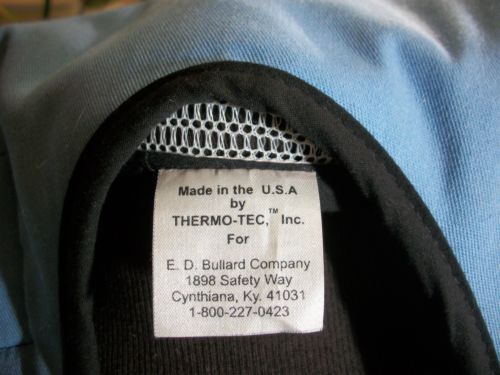 Made in the U.S.A
by
THERMO-TEC,™ Inc.
For
E. D. Bullard Company
1898 Safety Way
Cynthiana, Ky. 41031
1-800-227-0423